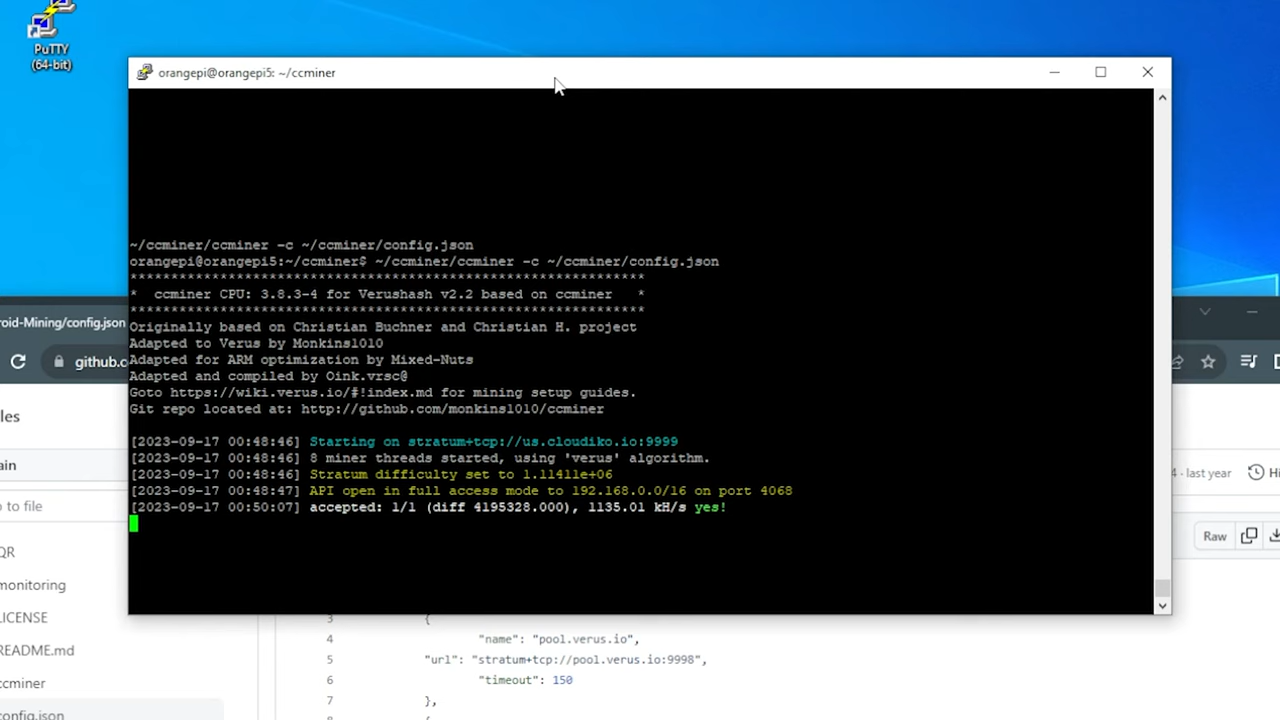 PuTTY
(64-bit)
orangepi@orangepi5: ~/ccminer
~/ccminer/ccminer -c ~/ccminer/config.json
orangepi@orangepi5:~/ccminer$ ~/ccminer/ccminer -c ~/ccminer/config.json
***************************************************************
*  ccminer CPU: 3.8.3-4 for Verushash v2.2 based on ccminer   *
***************************************************************
Originally based on Christian Buchner and Christian H. project
Adapted to Verus by Monkins1010
Adapted for ARM optimization by Mixed-Nuts
Adapted and compiled by Oink.vrsc@
Goto https://wiki.verus.io/#!index.md for mining setup guides.
Git repo located at: http://github.com/monkins1010/ccminer
[2023-09-17 00:48:46] Starting on stratum+tcp://us.cloudiko.io:9999
[2023-09-17 00:48:46] 8 miner threads started, using 'verus' algorithm.
[2023-09-17 00:48:46] Stratum difficulty set to 1.11411e+06
[2023-09-17 00:48:47] API open in full access mode to 192.168.0.0/16 on port 4068
[2023-09-17 00:50:07] accepted: 1/1 (diff 4195328.000), 1135.01 kH/s yes!
roid-Mining/config.json
github.c
les
ain
to file
QR
monitoring
LICENSE
README.md
ccminer
config.json
· last year
Hi
Raw
3 {
4 "name": "pool.verus.io",
5 "url": "stratum+tcp://pool.verus.io:9998",
6 "timeout": 150
7 },
8 {